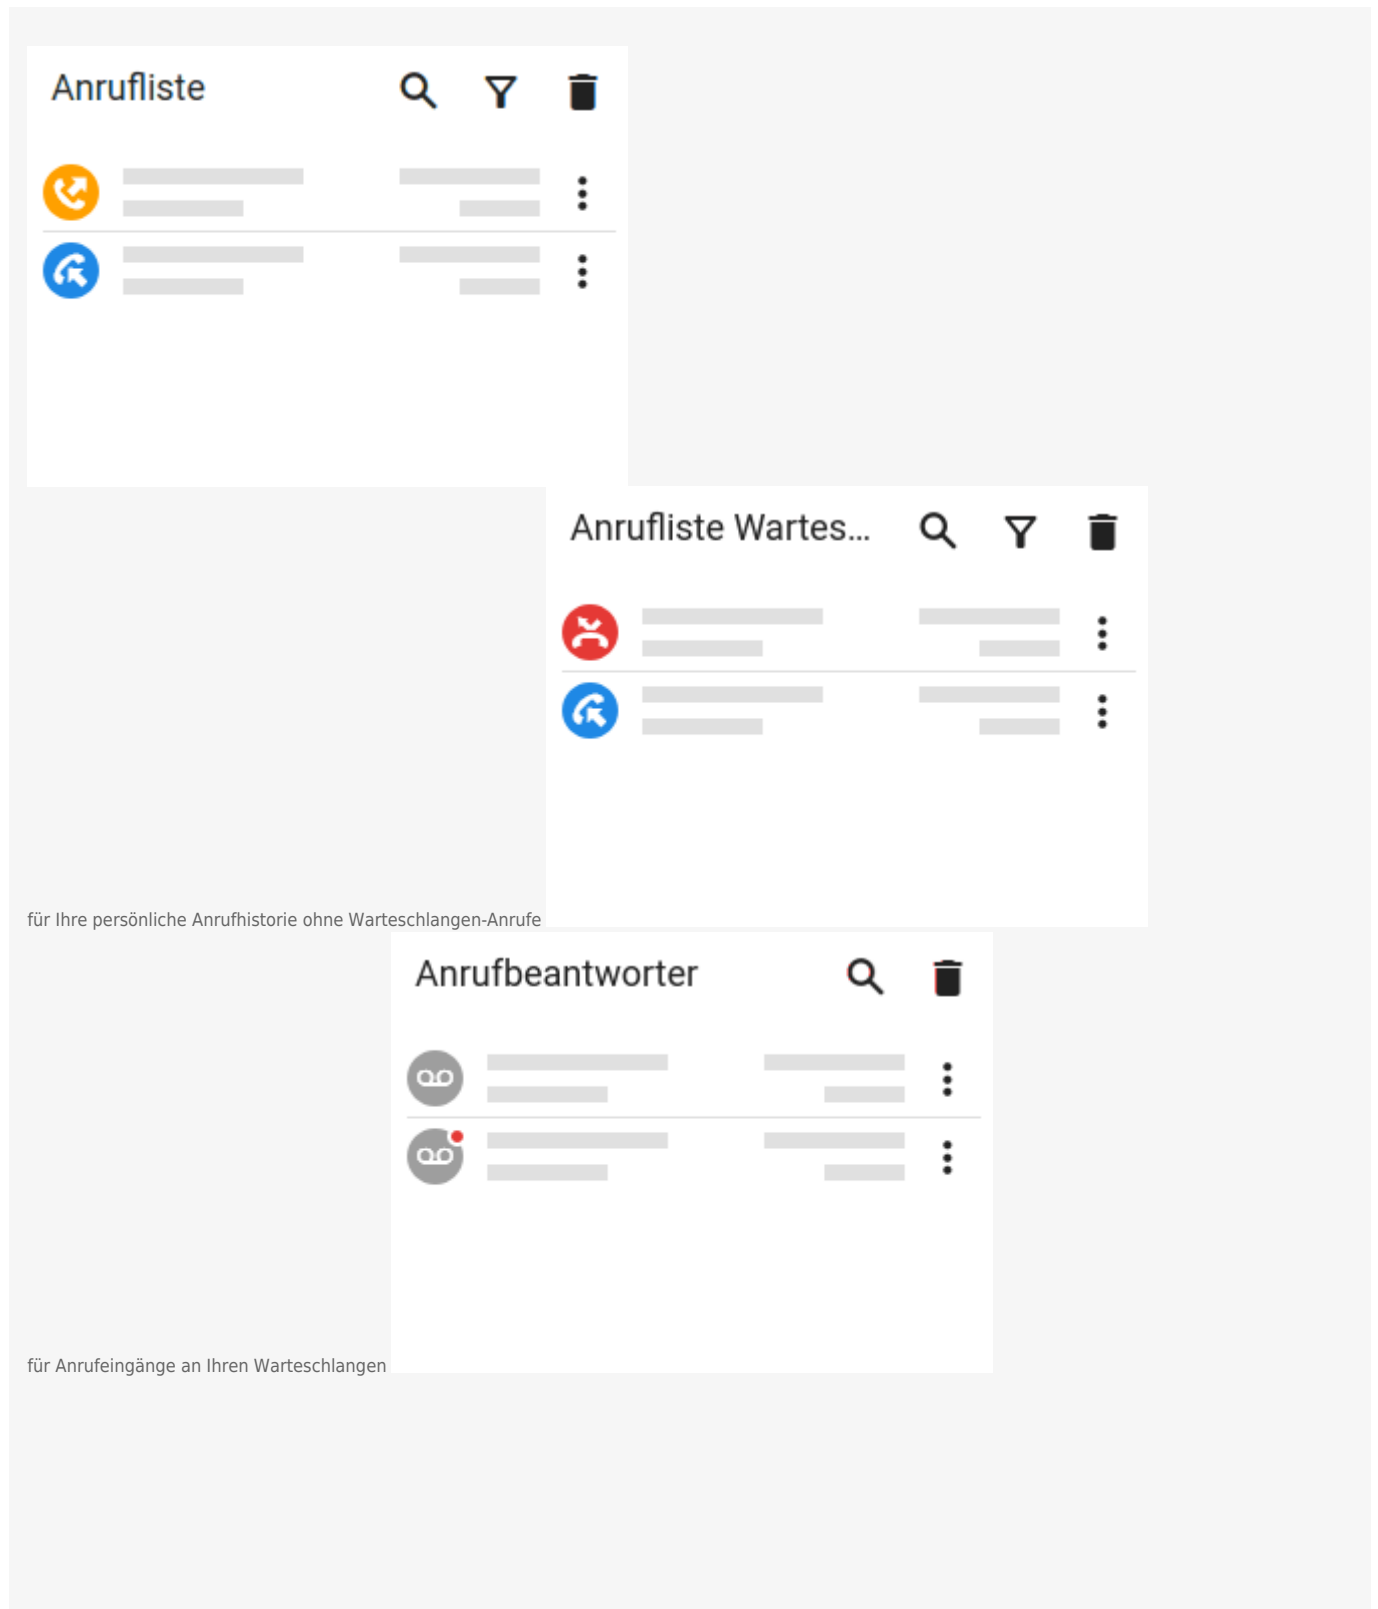 Anrufliste
Anrufliste Wartes...
für Ihre persönliche Anrufhistorie ohne Warteschlangen-Anrufe
Anrufbeantworter
für Anrufeingänge an Ihren Warteschlangen